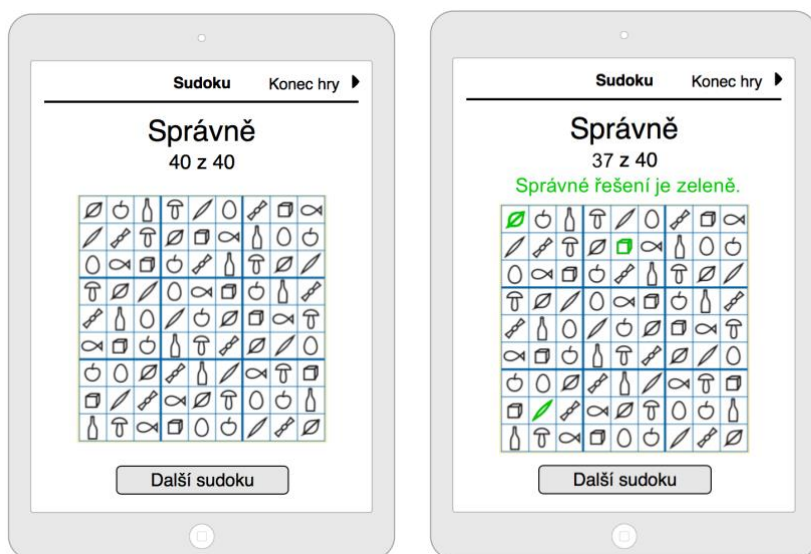 Sudoku Konec hry
Správně
40 z 40
Další sudoku
Sudoku Konec hry
Správně
37 z 40
Správné řešení je zeleně.
Další sudoku